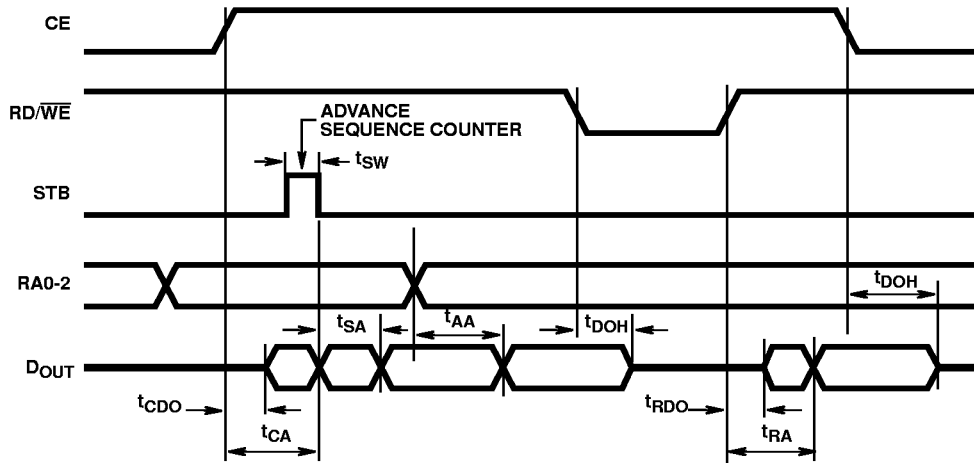 CE
RD/WE
ADVANCE
SEQUENCE COUNTER
tSW
STB
RA0-2
tDOH
tSA
tAA
tDOH
DOUT
tCDO
tCA
tRDO
tRA